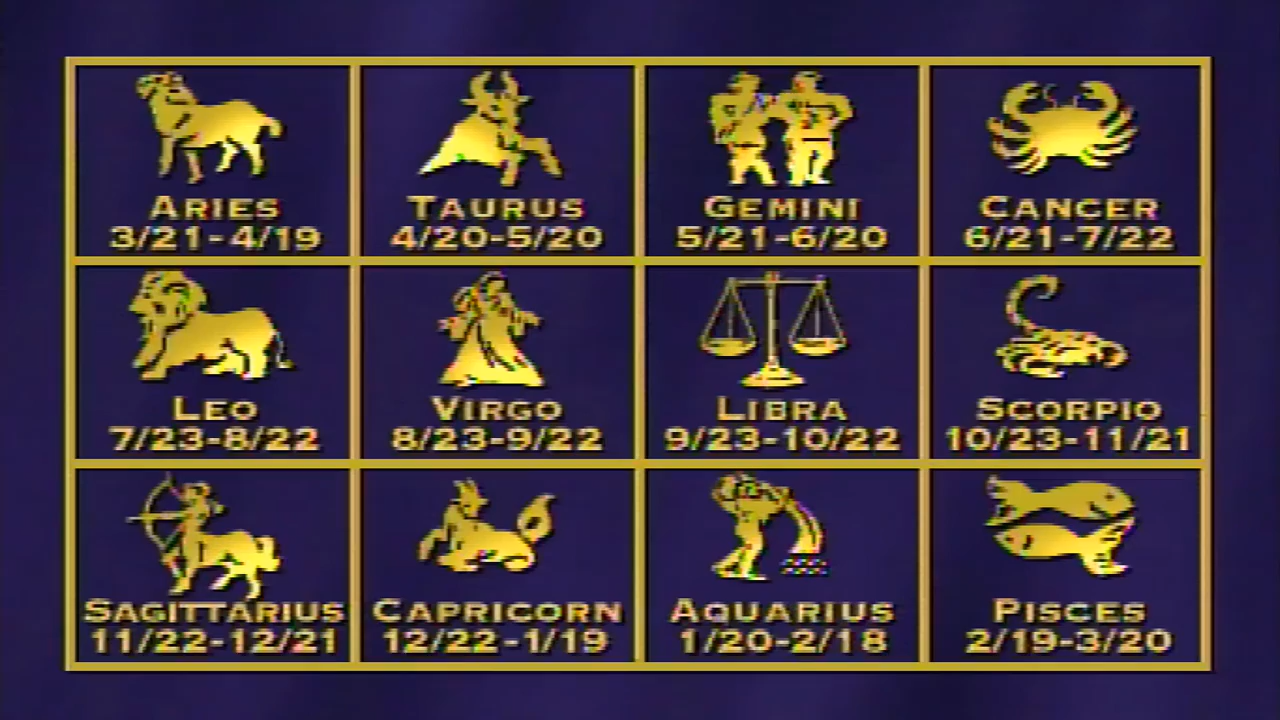 ARIES
3/21-4/19
TAURUS
4/20-5/20
GEMINI
5/21-6/20
CANCER
6/21-7/22
LEO
7/23-8/22
VIRGO
8/23-9/22
LIBRA
9/23-10/22
SCORPIO
10/23-11/21
SAGITTARIUS
11/22-12/21
CAPRICORN
12/22-1/19
AQUARIUS
1/20-2/18
PISCES
2/19-3/20